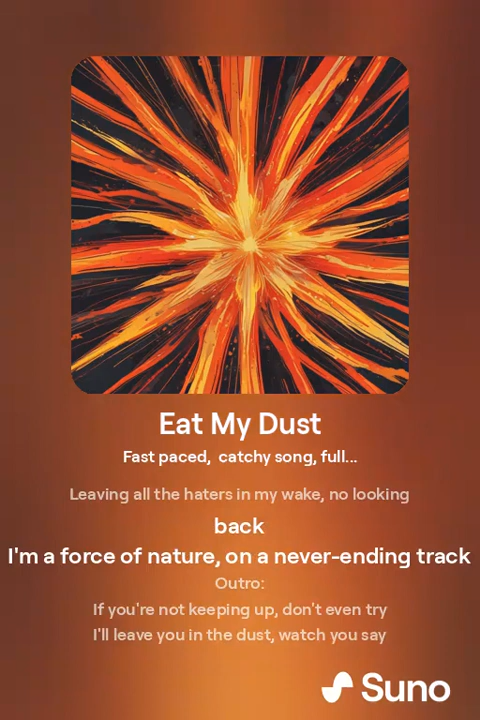 Eat My Dust
Fast paced,  catchy song, full...
Leaving all the haters in my wake, no looking
back
I'm a force of nature, on a never-ending track
Outro:
If you're not keeping up, don't even try
I'll leave you in the dust, watch you say
Suno